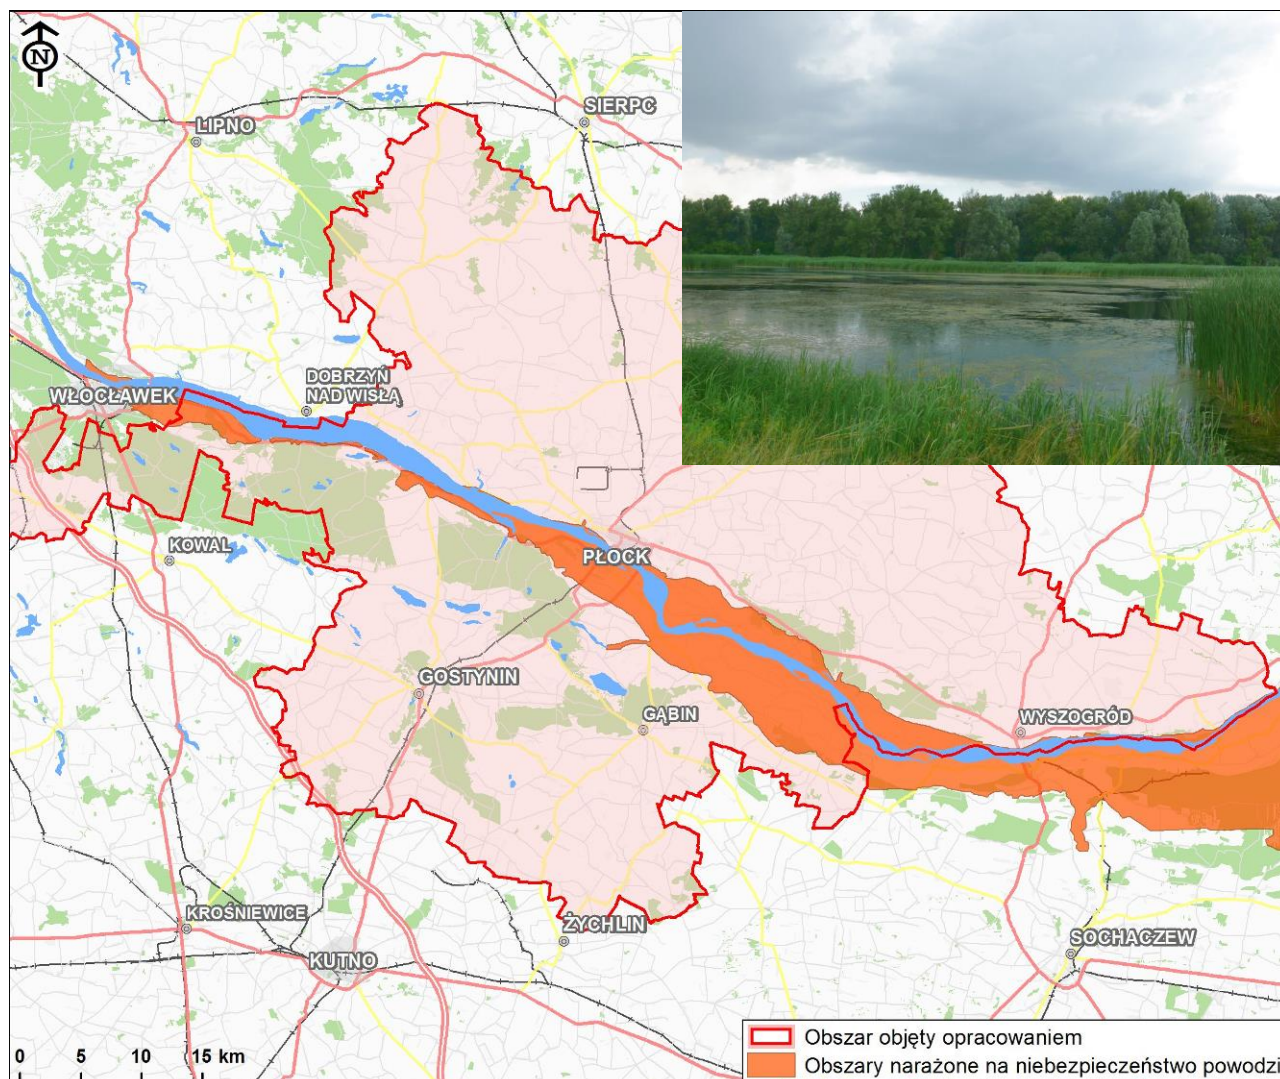 N
SIERPC
LIPNO
DOBRZYŃ
NAD WISŁĄ
WŁOCŁAWEK
KOWAL
PŁOCK
GOSTYNIN
GĄBIN
WYSZOGRÓD
KROŚNIEWICE
ŻYCHLIN
SOCHACZEW
KUTNO
Obszar objęty opracowaniem
0 5 10 15 km
Obszary narażone na niebezpieczeństwo powodzi